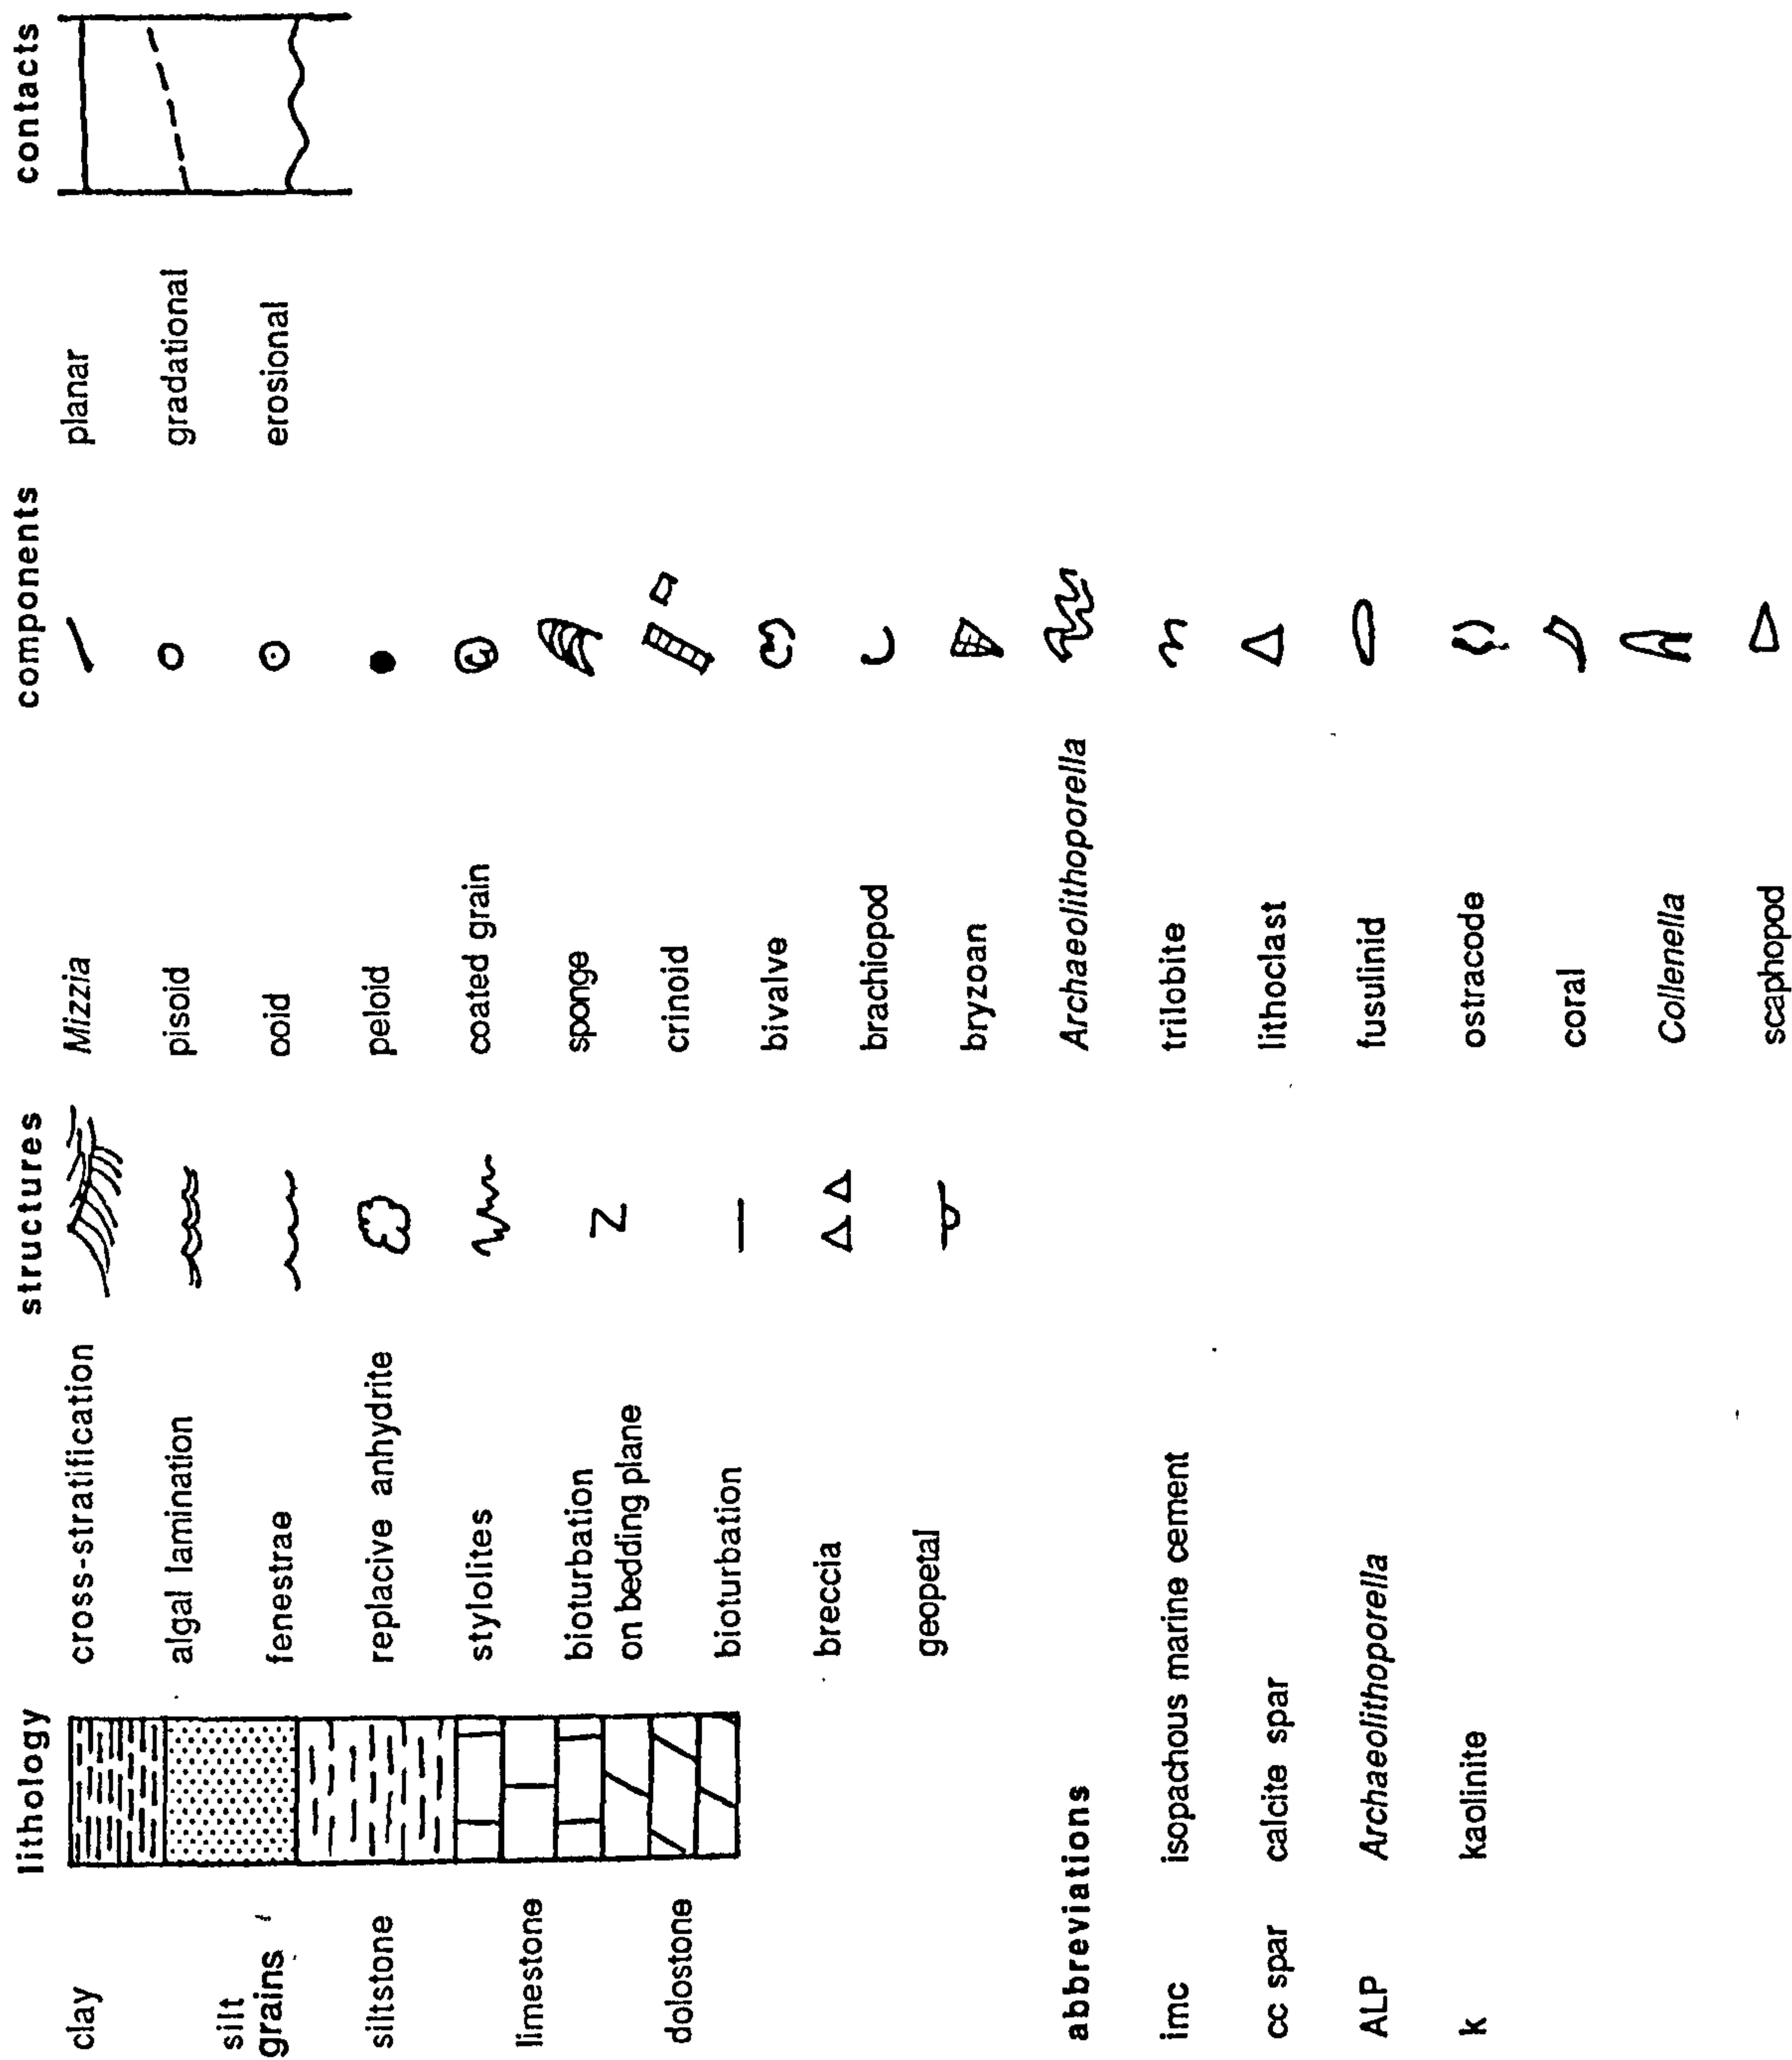 lithology
clay
silt
grains
siltstone
limestone
dolostone
structures
cross-stratification
algal lamination
fenestrae
replacive anhydrite
stylolites
bioturbation
on bedding plane
bioturbation
breccia
geopetal
components
Mizzia
pisoid
ooid
peloid
coated grain
sponge
crinoid
bivalve
brachiopod
bryzoan
Archaeolithoporella
trilobite
lithoclast
fusulinid
ostracode
coral
Collenella
scaphopod
contacts
planar
gradational
erosional
abbreviations
imc isopachous marine cement
cc spar calcite spar
ALP Archaeolithoporella
k kaolinite